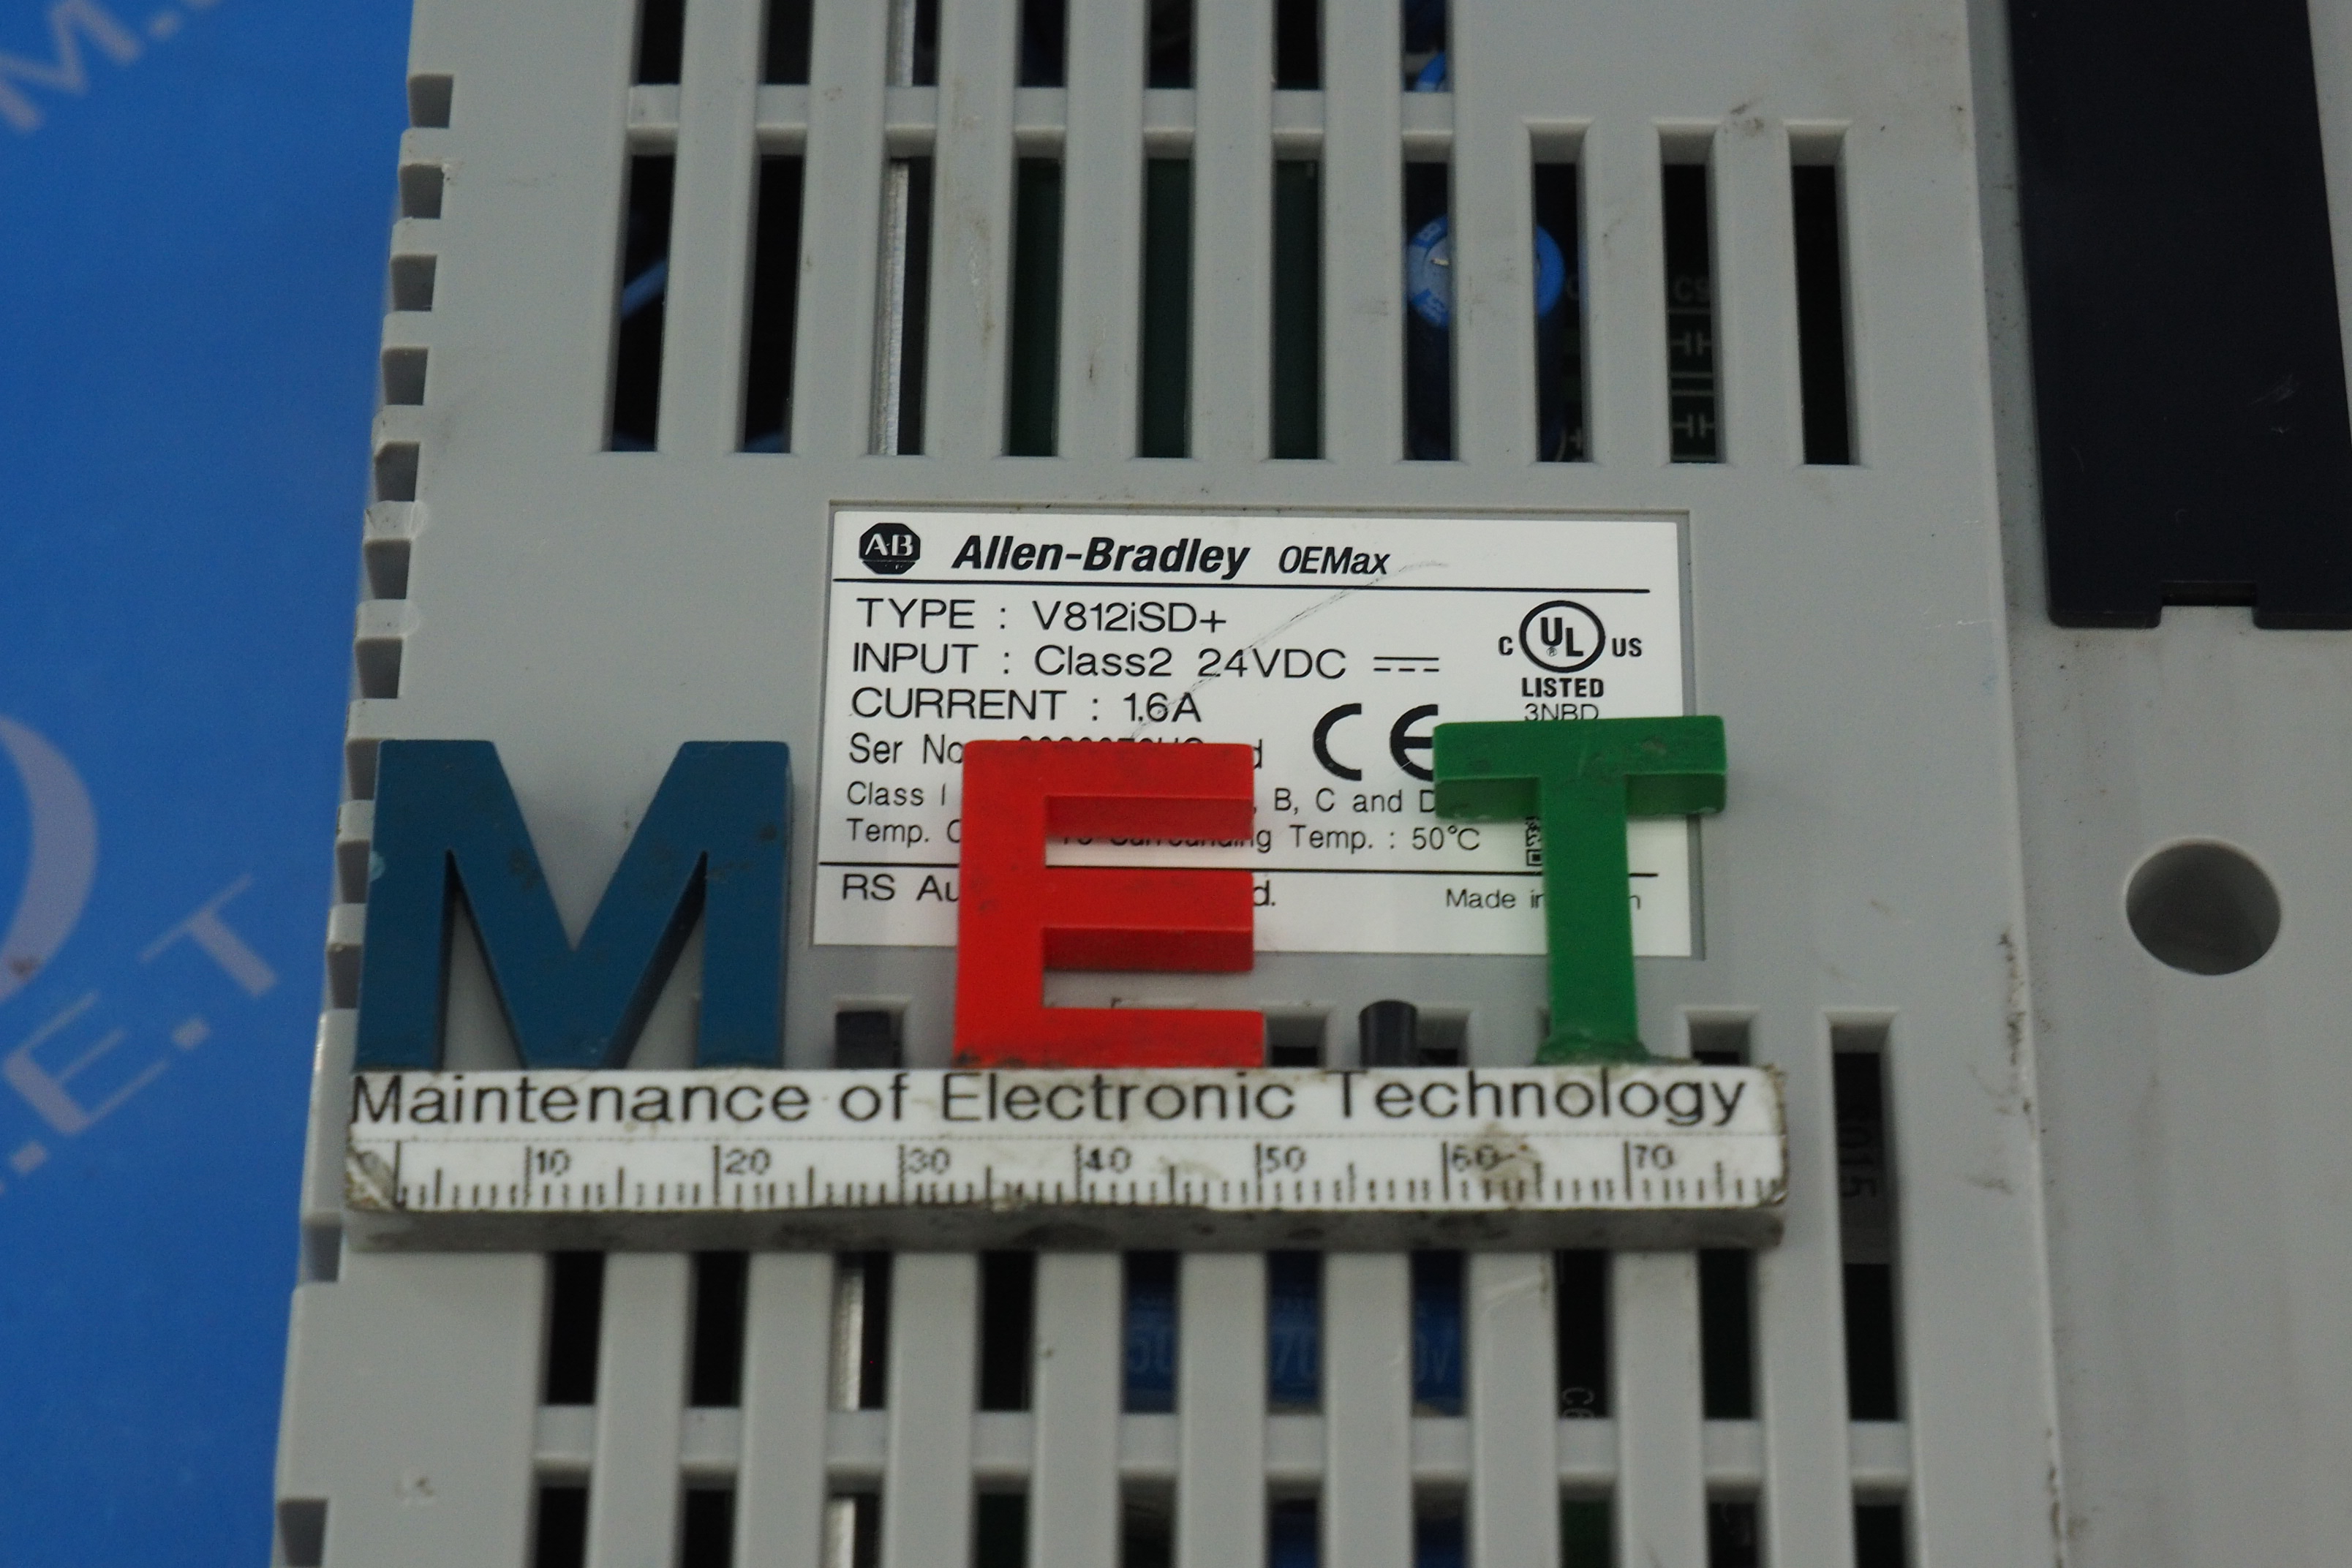 AB Allen-Bradley OEMax
TYPE : V812iSD+
INPUT : Class2 24VDC
C UL US
LISTED
3NBD
CURRENT : 1.6A
CE
Ser No
Class I B, C and D
Temp. Surrounding Temp. : 50°C
RS Made in
M.E.T
Maintenance of Electronic Technology
10 20 30 40 50 60 70